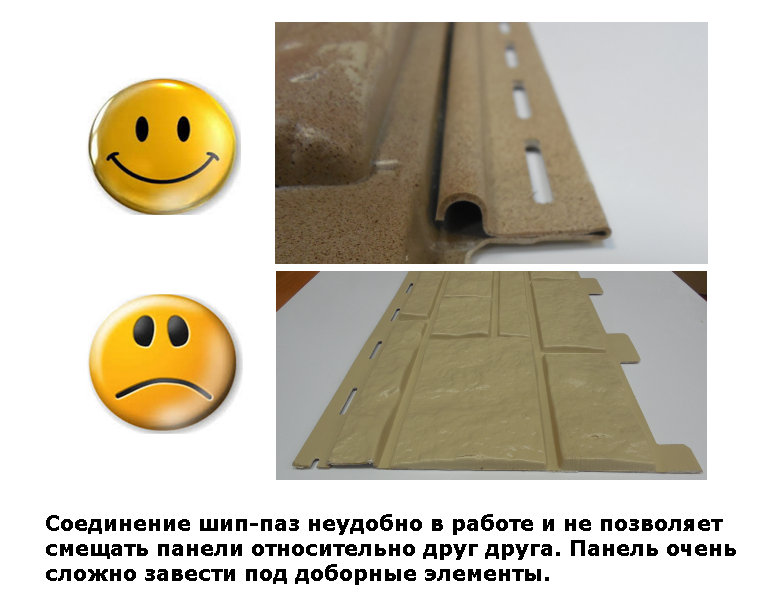 Соединение шип-паз неудобно в работе и не позволяет
смещать панели относительно друг друга. Панель очень
сложно завести под доборные элементы.